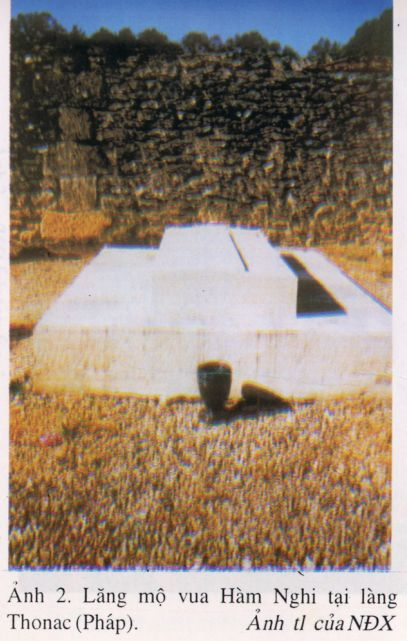 Ảnh 2. Lăng mộ vua Hàm Nghi tại làng
Thonac (Pháp). Ảnh tl của NĐX